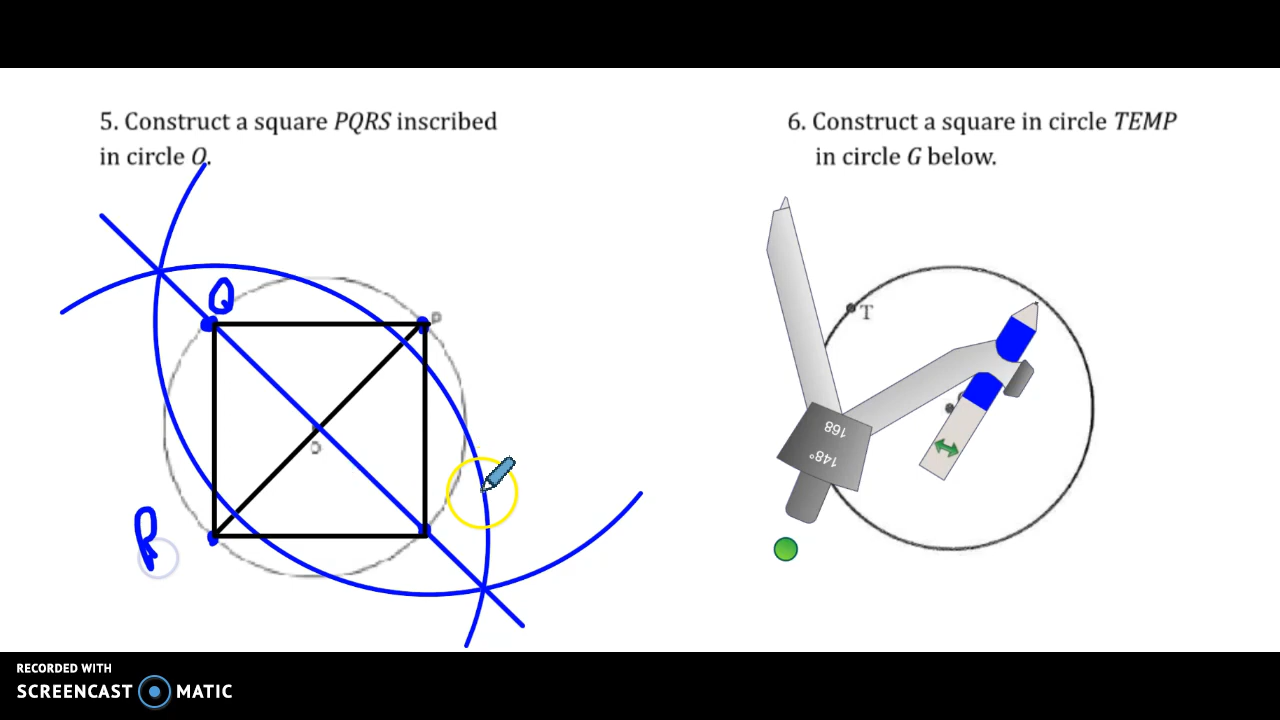 5. Construct a square PQRS inscribed
in circle O.
6. Construct a square in circle TEMP
in circle G below.
Q
P
O
R
T
168
148°
RECORDED WITH
SCREENCAST MATIC